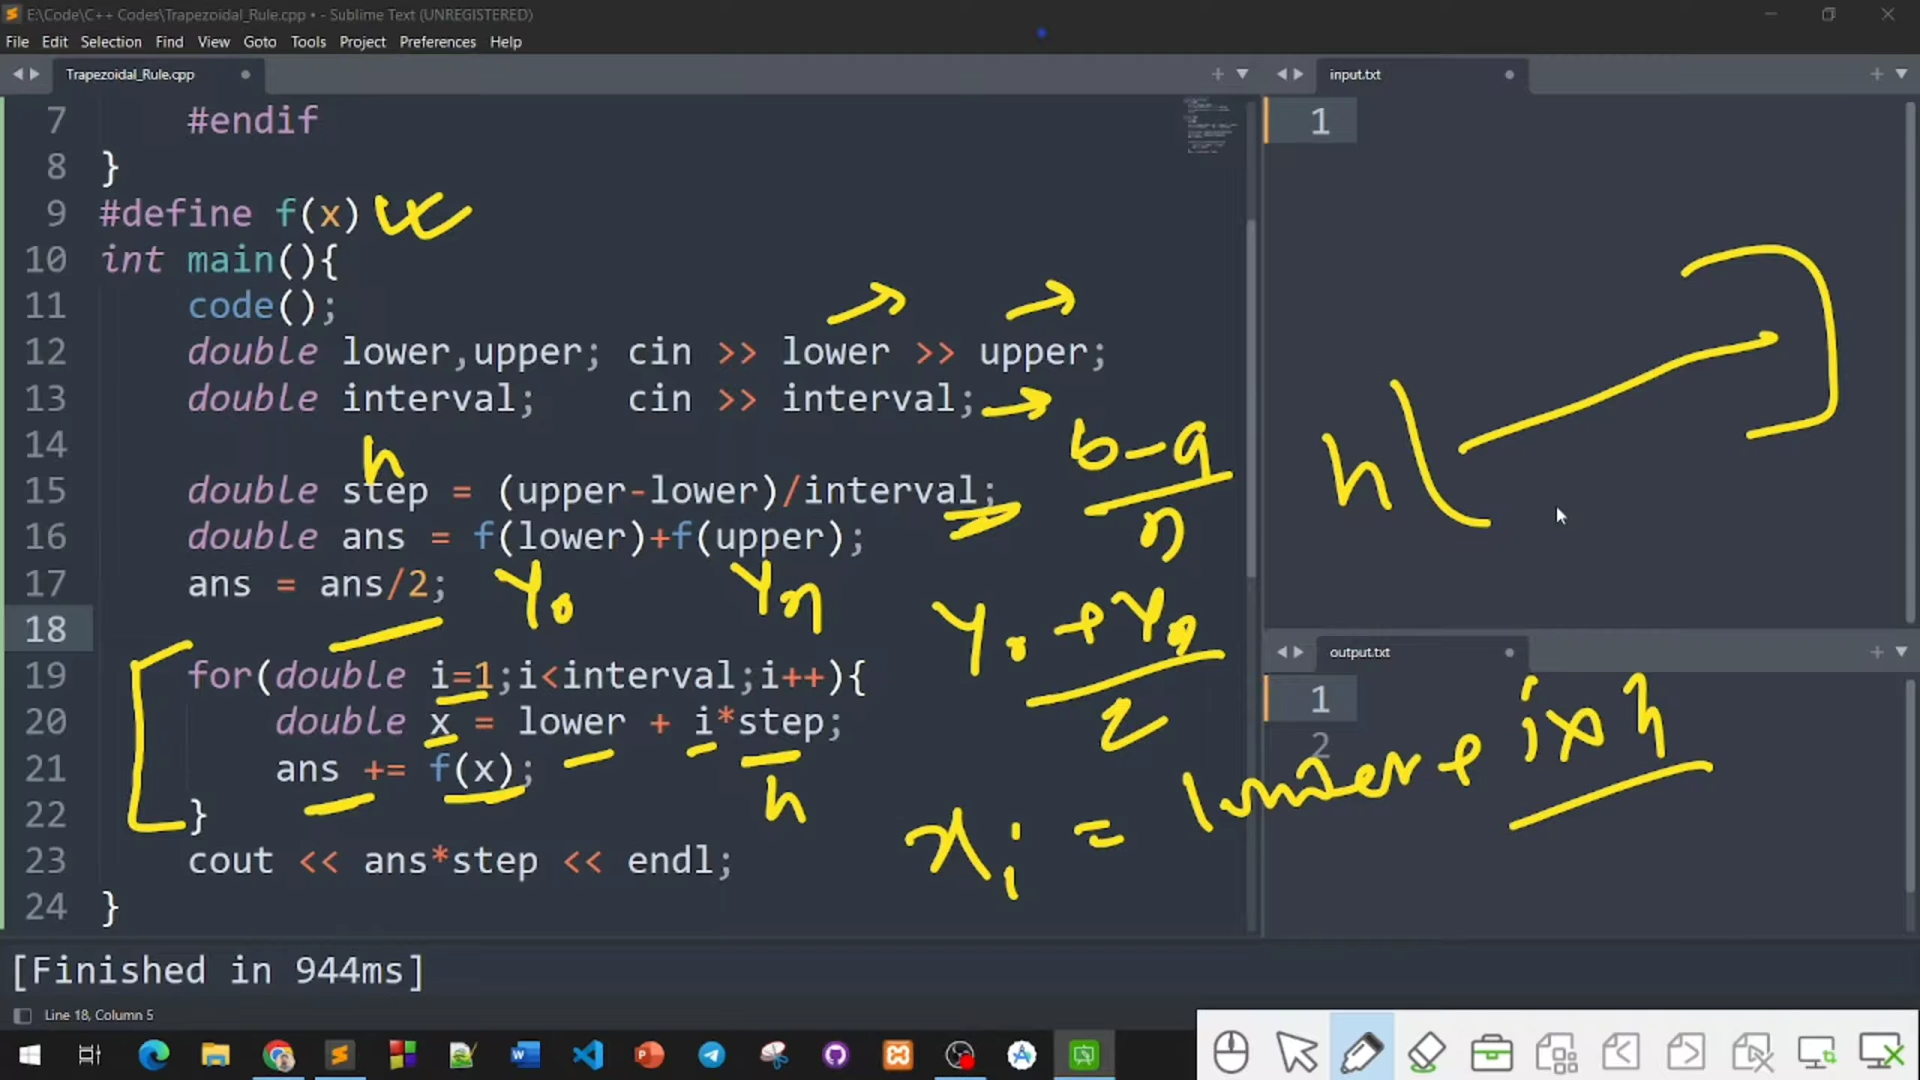 E:\Code\C++ Codes\Trapezoidal_Rule.cpp • - Sublime Text (UNREGISTERED)
File Edit Selection Find View Goto Tools Project Preferences Help
Trapezoidal_Rule.cpp
input.txt
7 #endif
8 }
9 #define f(x)
10 int main(){
11 code();
12 double lower,upper; cin >> lower >> upper;
13 double interval; cin >> interval;
14
h
b-a
n
15 double step = (upper-lower)/interval;
16 double ans = f(lower)+f(upper);
17 ans = ans/2;
Y0 Yn
Y0 + Yn
2
18
19 for(double i=1;i<interval;i++){
20 double x = lower + i*step;
21 ans += f(x);
h
22 }
23 cout << ans*step << endl;
24 }
xi = lower + i x h
1
h(
output.txt
1
2
[Finished in 944ms]
Line 18, Column 5